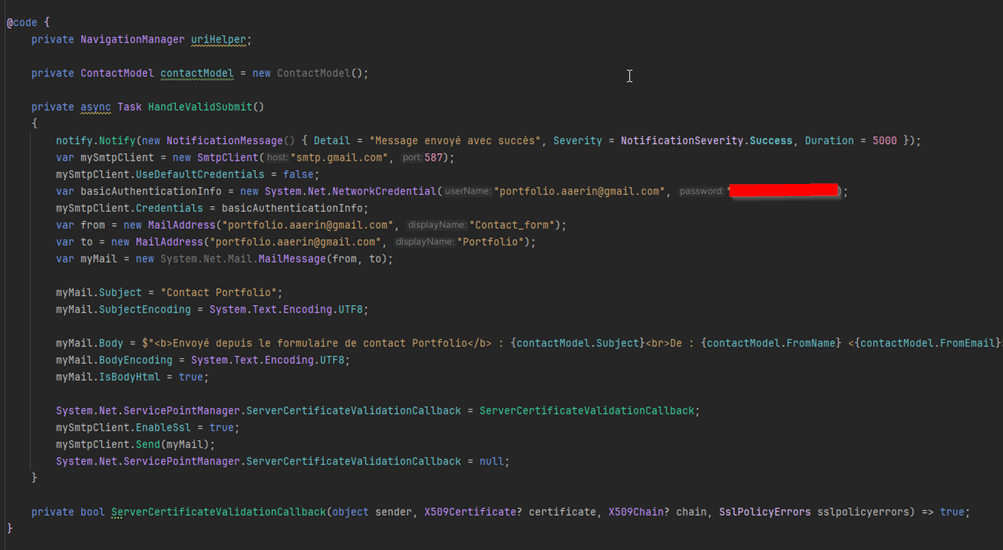 @code {
private NavigationManager uriHelper;
private ContactModel contactModel = new ContactModel();
private async Task HandleValidSubmit()
{
notify.Notify(new NotificationMessage() { Detail = "Message envoyé avec succès", Severity = NotificationSeverity.Success, Duration = 5000 });
var mySmtpClient = new SmtpClient( host: "smtp.gmail.com", port: 587);
mySmtpClient.UseDefaultCredentials = false;
var basicAuthenticationInfo = new System.Net.NetworkCredential( userName: "portfolio.aaerin@gmail.com", password: " );
mySmtpClient.Credentials = basicAuthenticationInfo;
var from = new MailAddress("portfolio.aaerin@gmail.com", displayName: "Contact_form");
var to = new MailAddress("portfolio.aaerin@gmail.com", displayName: "Portfolio");
var myMail = new System.Net.Mail.MailMessage(from, to);
myMail.Subject = "Contact Portfolio";
myMail.SubjectEncoding = System.Text.Encoding.UTF8;
myMail.Body = $"<b>Envoyé depuis le formulaire de contact Portfolio</b> : {contactModel.Subject}<br>De : {contactModel.FromName} <{contactModel.FromEmail}
myMail.BodyEncoding = System.Text.Encoding.UTF8;
myMail.IsBodyHtml = true;
System.Net.ServicePointManager.ServerCertificateValidationCallback = ServerCertificateValidationCallback;
mySmtpClient.EnableSsl = true;
mySmtpClient.Send(myMail);
System.Net.ServicePointManager.ServerCertificateValidationCallback = null;
}
private bool ServerCertificateValidationCallback(object sender, X509Certificate? certificate, X509Chain? chain, SslPolicyErrors sslpolicyerrors) => true;
}